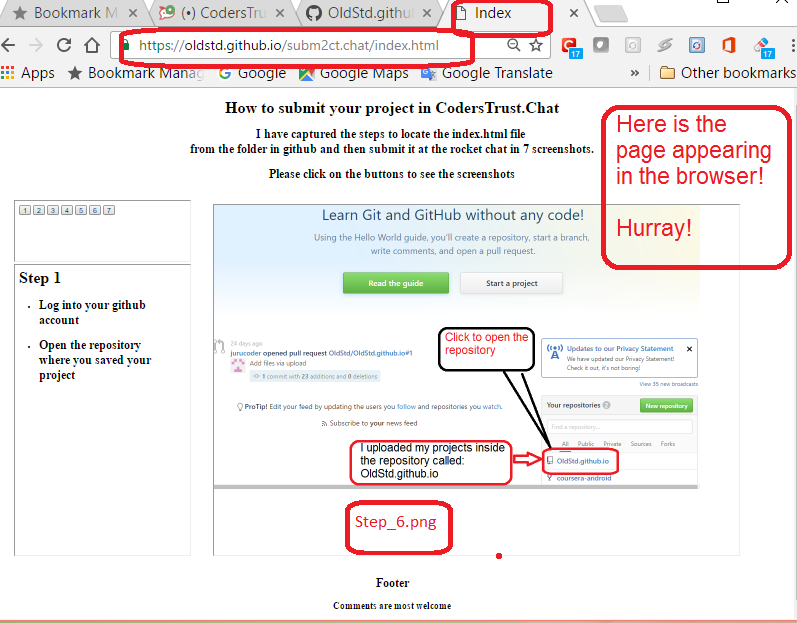 Bookmark M
(•) CodersTru
OldStd.githu
Index
https://oldstd.github.io/subm2ct.chat/index.html
17
17
Apps
Bookmark Manag
Google
Google Maps
Google Translate
»
Other bookmarks
How to submit your project in CodersTrust.Chat
I have captured the steps to locate the index.html file
from the folder in github and then submit it at the rocket chat in 7 screenshots.
Please click on the buttons to see the screenshots
Here is the
page appearing
in the browser!
Hurray!
1 2 3 4 5 6 7
Step 1
• Log into your github
account
• Open the repository
where you saved your
project
Learn Git and GitHub without any code!
Using the Hello World guide, you'll create a repository, start a branch,
write comments, and open a pull request.
Read the guide
Start a project
24 days ago
jurucoder opened pull request OldStd/OldStd.github.io#1
Add files via upload
1 commit with 23 additions and 0 deletions
Click to open the
repository
Updates to our Privacy Statement
We have updated our Privacy Statement!
Check it out, it's not boring!
View 35 new broadcasts
ProTip! Edit your feed by updating the users you follow and repositories you watch.
Subscribe to your news feed
Your repositories 2
New repository
Find a repository...
All Public Private Sources Forks
I uploaded my projects inside
the repository called:
OldStd.github.io
OldStd.github.io
coursera-android
Step_6.png
Footer
Comments are most welcome